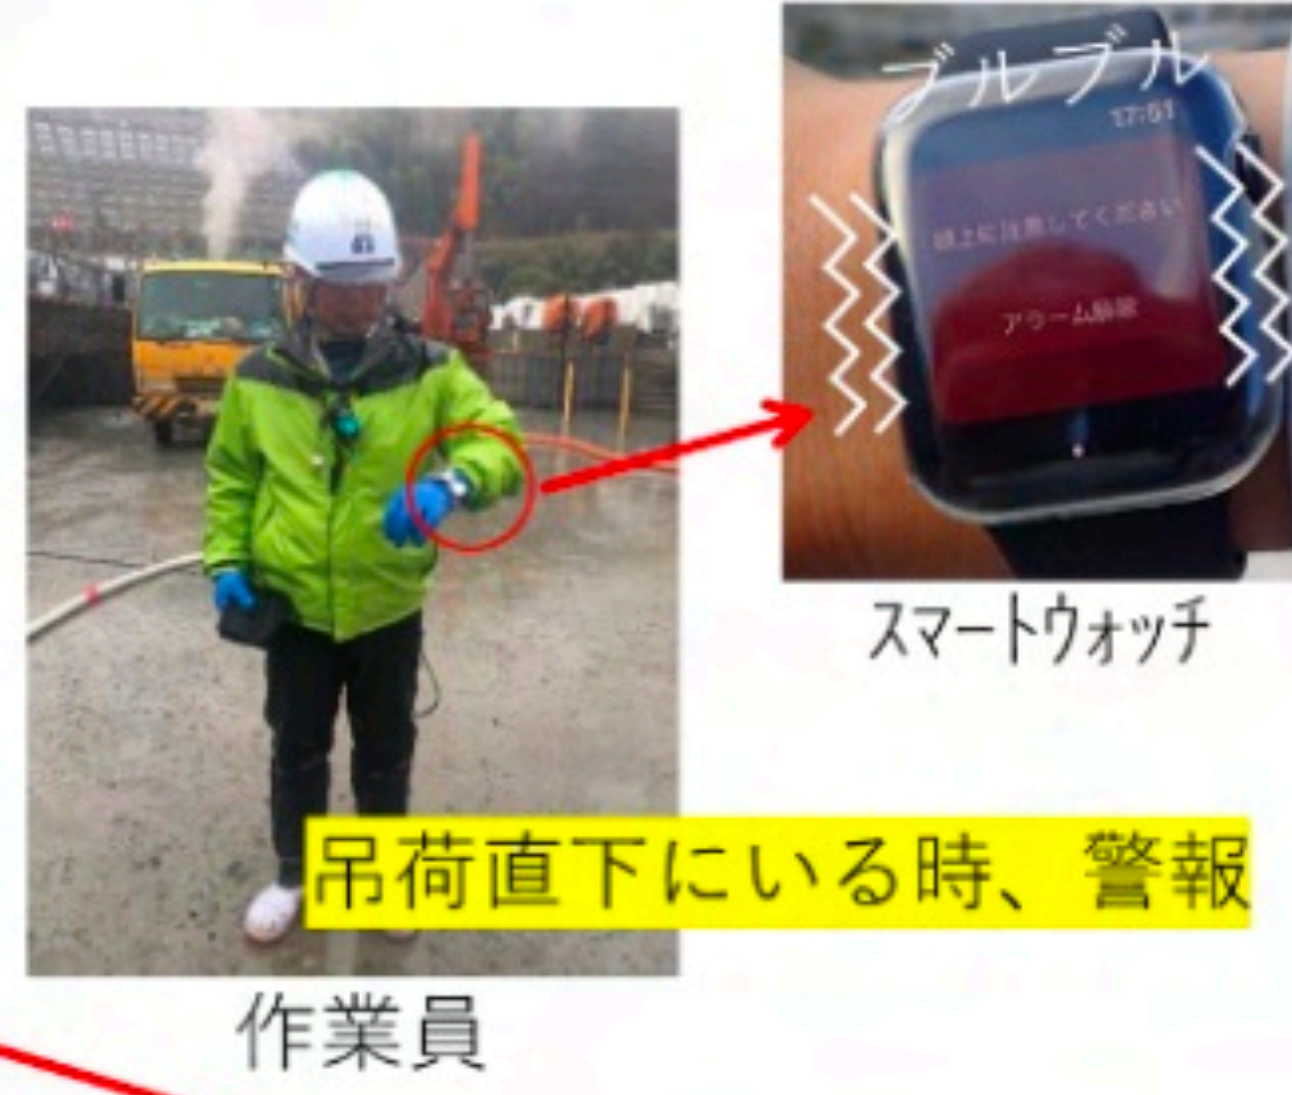 ブルブル
17:51
頭上に注意してください
アラーム解除
スマートウォッチ
吊荷直下にいる時、警報
作業員